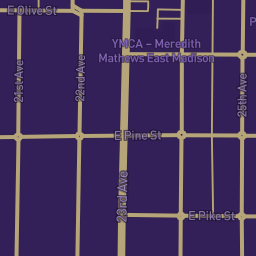 E Olive St
YMCA – Meredith
Mathews East Madison
P
21st Ave
22nd Ave
25th Ave
E Pine St
23rd Ave
E Pike St